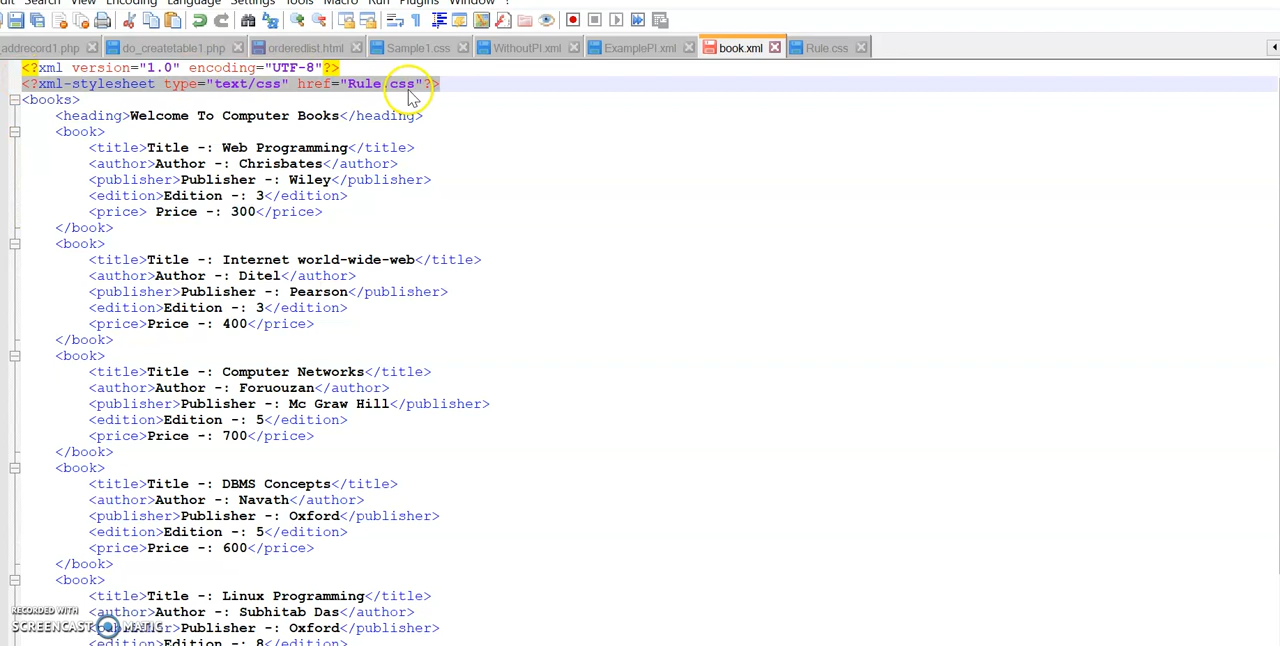 dit Search View Encoding Language Settings Tools Macro Run Plugins Window ?
addrecord1.php do_createtable1.php orderedlist.html Sample1.css WithoutPI.xml ExamplePI.xml book.xml Rule.css
<?xml version="1.0" encoding="UTF-8"?>
<?xml-stylesheet type="text/css" href="Rule.css"?>
<books>
<heading>Welcome To Computer Books</heading>
<book>
<title>Title -: Web Programming</title>
<author>Author -: Chrisbates</author>
<publisher>Publisher -: Wiley</publisher>
<edition>Edition -: 3</edition>
<price> Price -: 300</price>
</book>
<book>
<title>Title -: Internet world-wide-web</title>
<author>Author -: Ditel</author>
<publisher>Publisher -: Pearson</publisher>
<edition>Edition -: 3</edition>
<price>Price -: 400</price>
</book>
<book>
<title>Title -: Computer Networks</title>
<author>Author -: Foruouzan</author>
<publisher>Publisher -: Mc Graw Hill</publisher>
<edition>Edition -: 5</edition>
<price>Price -: 700</price>
</book>
<book>
<title>Title -: DBMS Concepts</title>
<author>Author -: Navath</author>
<publisher>Publisher -: Oxford</publisher>
<edition>Edition -: 5</edition>
<price>Price -: 600</price>
</book>
<book>
<title>Title -: Linux Programming</title>
<author>Author -: Subhitab Das</author>
<publisher>Publisher -: Oxford</publisher>
<edition>Edition -: 8</edition>
RECORDED WITH
SCREENCAST MATIC